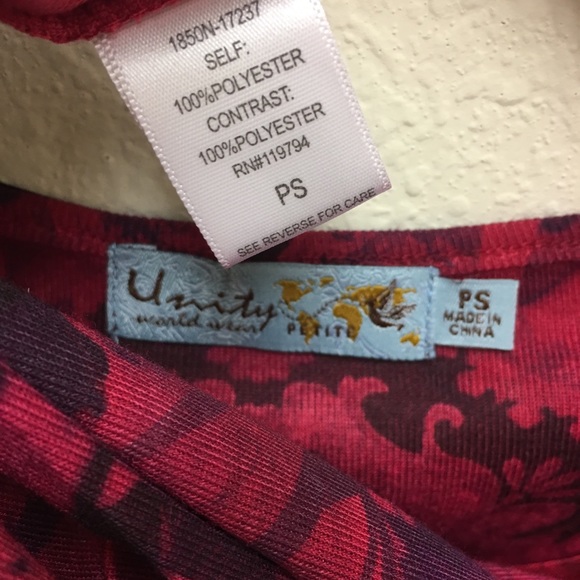 1850N-17237
SELF:
100%POLYESTER
CONTRAST:
100%POLYESTER
RN#119794
PS
SEE REVERSE FOR CARE
Unity
world wear
PETITE
PS
MADE IN
CHINA